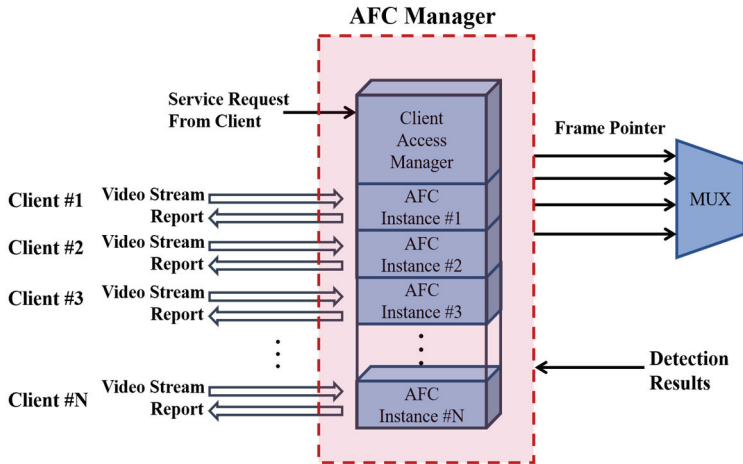 AFC Manager
Service Request
From Client
Client
Access
Manager
Frame Pointer
MUX
Client #1
Video Stream
Report
AFC
Instance #1
Client #2
Video Stream
Report
AFC
Instance #2
Client #3
Video Stream
Report
AFC
Instance #3
Detection
Results
Client #N
Video Stream
Report
AFC
Instance #N